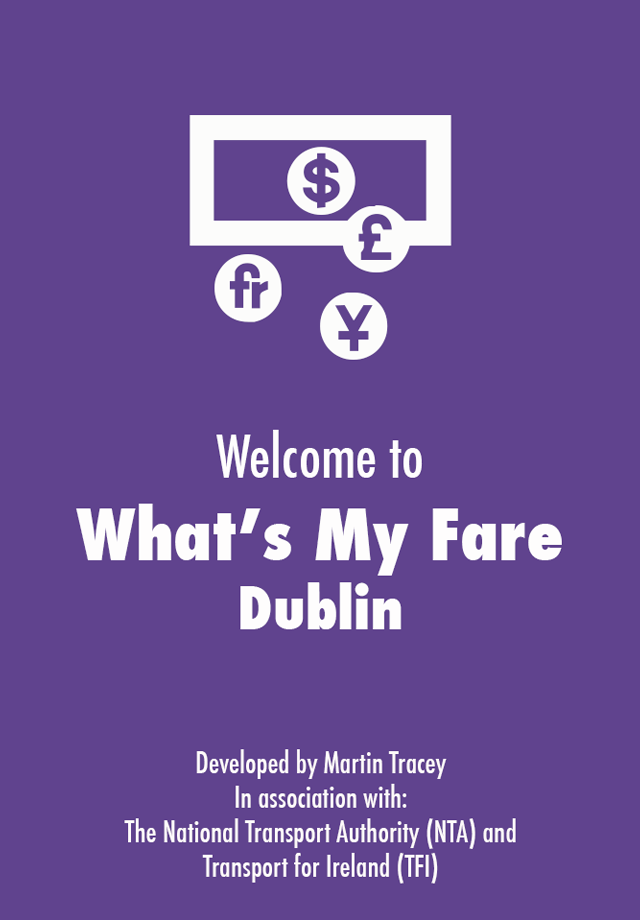 $
£
fr
¥
Welcome to
What’s My Fare
Dublin
Developed by Martin Tracey
In association with:
The National Transport Authority (NTA) and
Transport for Ireland (TFI)